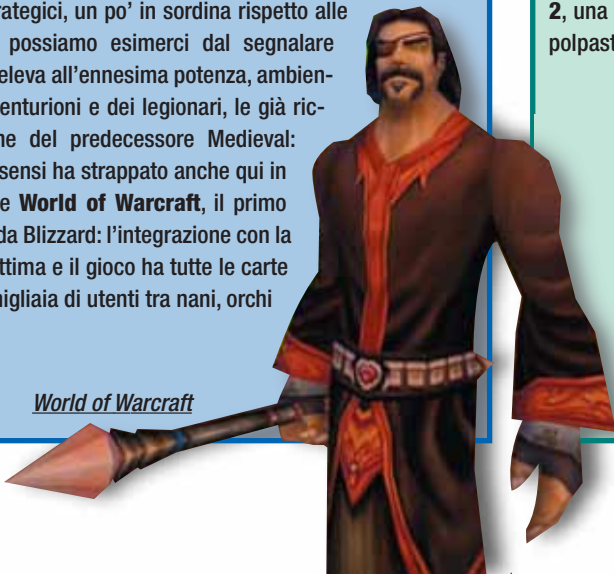 rategici, un po' in sordina rispetto alle
possiamo esimerci dal segnalare
eleva all'ennesima potenza, ambien-
enturioni e dei legionari, le già ric-
ne del predecessore Medieval:
sensi ha strappato anche qui in
e World of Warcraft, il primo
da Blizzard: l'integrazione con la
ttima e il gioco ha tutte le carte
nigliaia di utenti tra nani, orchi
World of Warcraft
2, una
polpast